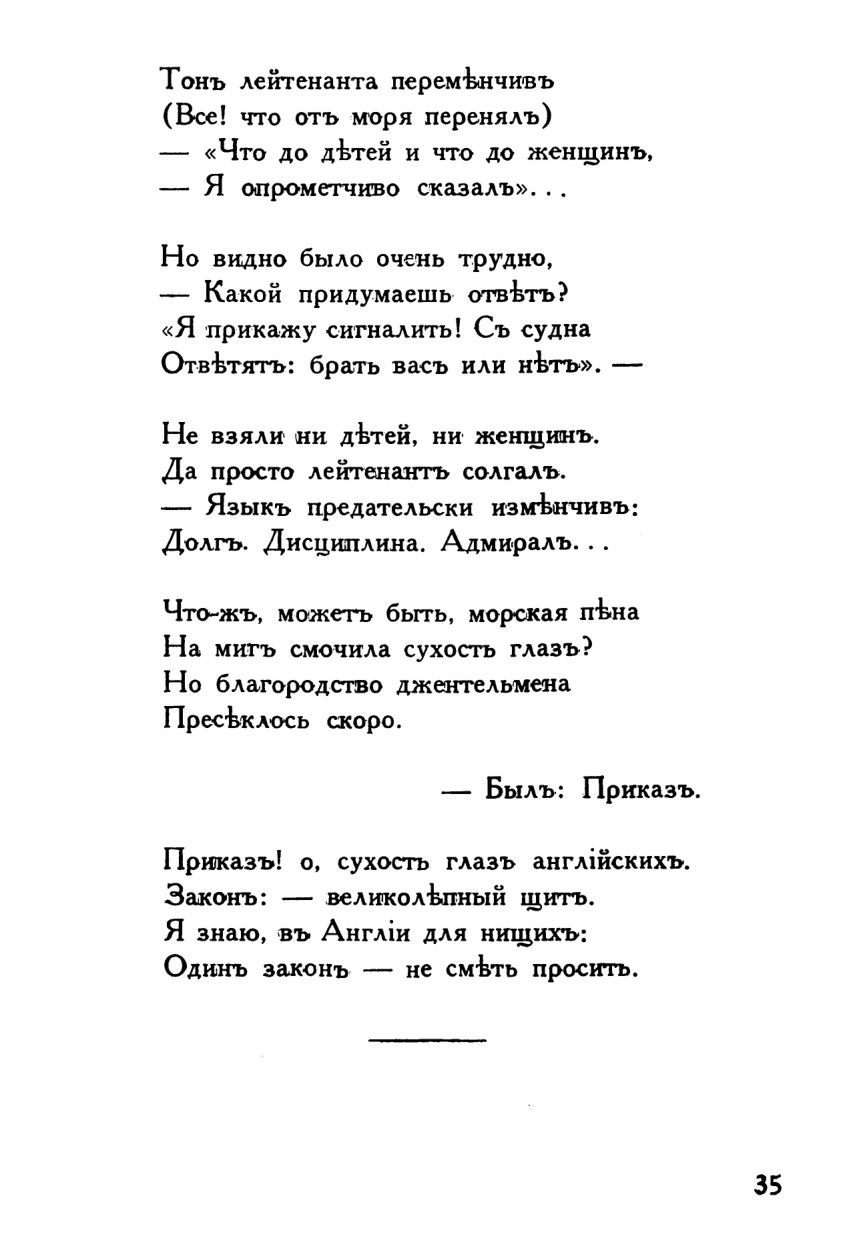 Тонъ лейтенанта перемѣнчивъ
(Все! что отъ моря перенялъ)
— «Что до дѣтей и что до женщинъ,
— Я опрометчиво сказалъ»...
Но видно было очень трудно,
— Какой придумаешь отвѣтъ?
«Я прикажу сигналить! Съ судна
Отвѣтятъ: брать васъ или нѣтъ». —
Не взяли ни дѣтей, ни женщинъ.
Да просто лейтенантъ солгалъ.
— Языкъ предательски измѣнчивъ:
Долгъ. Дисциплина. Адмиралъ...
Что-жъ, можетъ быть, морская пѣна
На мигъ смочила сухость глазъ?
Но благородство джентельмена
Пресѣклось скоро.
— Былъ: Приказъ.
Приказъ! о, сухость глазъ англійскихъ.
Законъ: — великолѣпный щитъ.
Я знаю, въ Англіи для нищихъ:
Одинъ законъ — не смѣть просить.
35